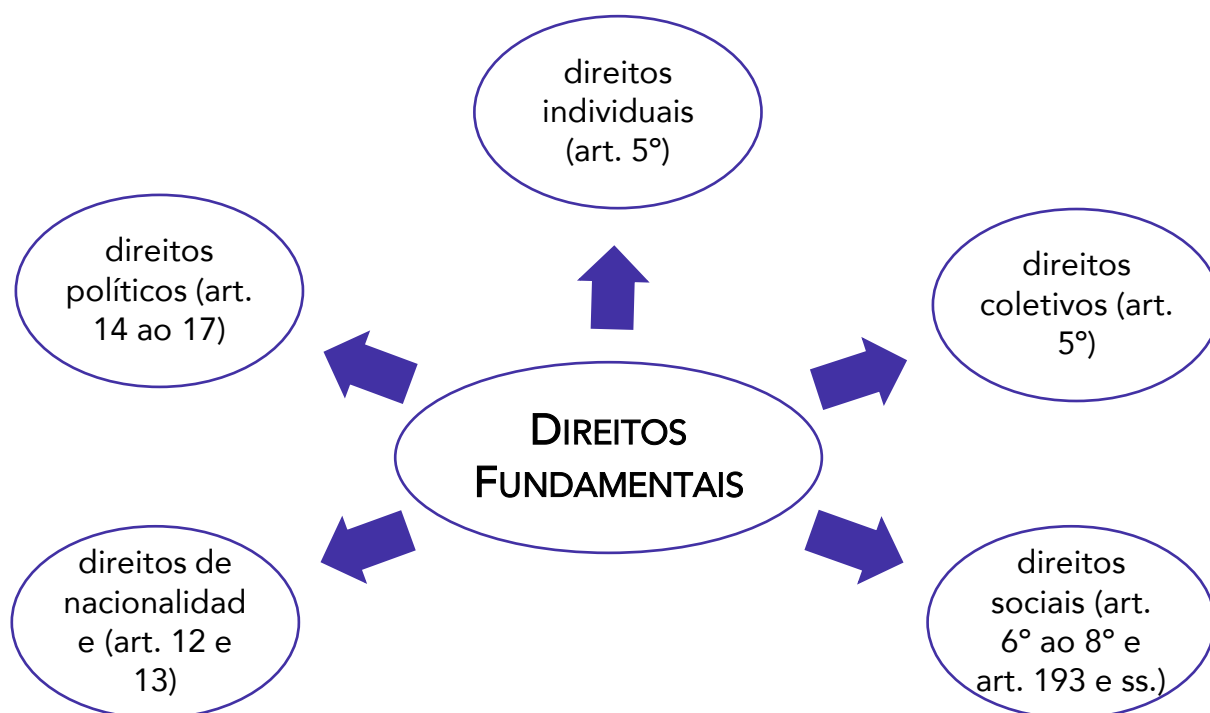 direitos
individuais
(art. 5º)
direitos
políticos (art.
14 ao 17)
direitos
coletivos (art.
5º)
DIREITOS
FUNDAMENTAIS
direitos de
nacionalidad
e (art. 12 e
13)
direitos
sociais (art.
6º ao 8º e
art. 193 e ss.)